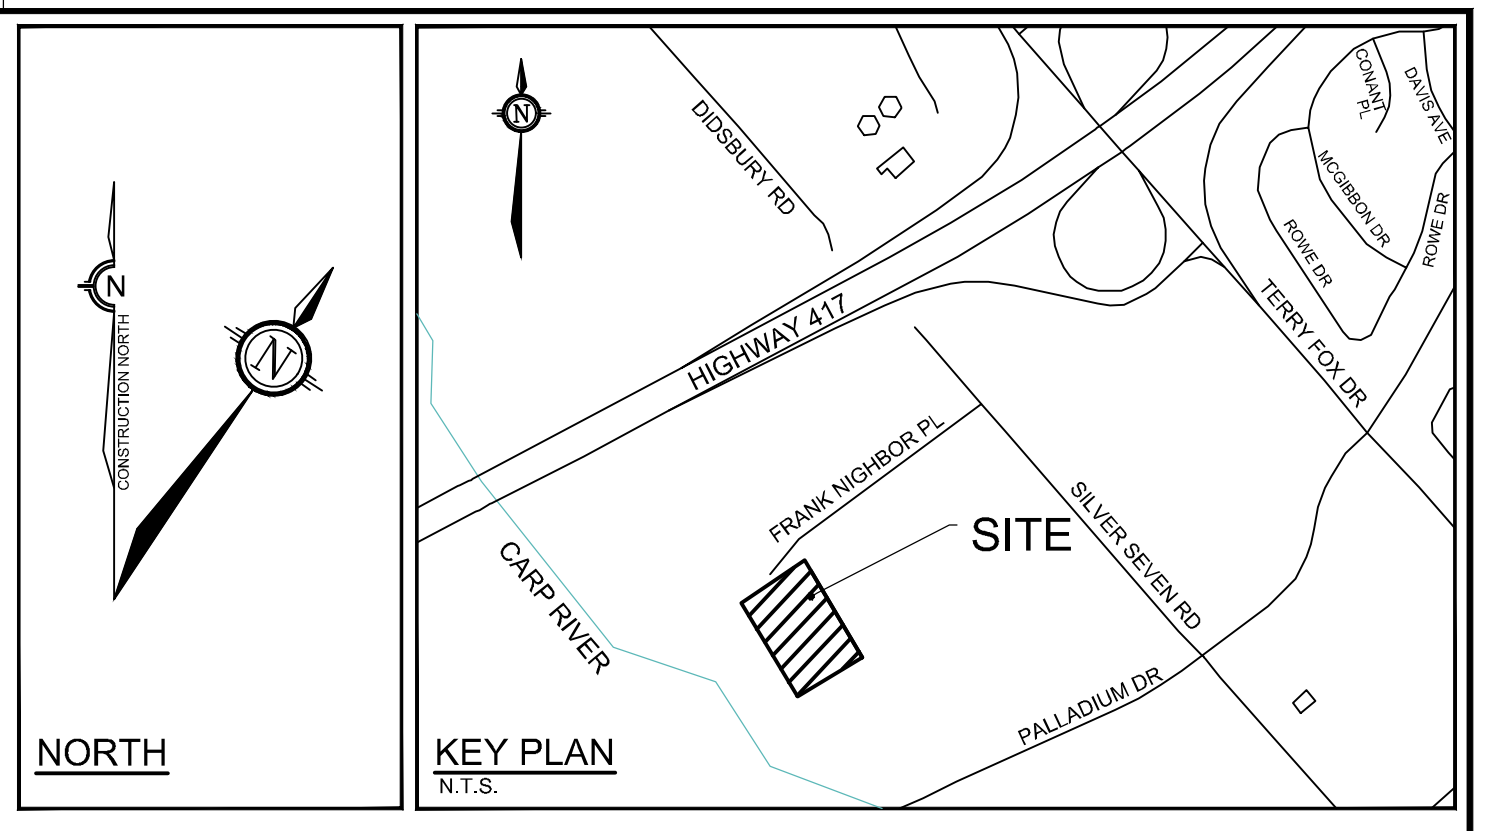 N
CONSTRUCTION NORTH
N
NORTH
N
DIDSBURY RD
HIGHWAY 417
CONANT
PL
DAVIS AVE
MCGIBBON DR
ROWE DR
ROWE DR
TERRY FOX DR
FRANK NIGHBOR PL
SILVER SEVEN RD
SITE
CARP RIVER
PALLADIUM DR
KEY PLAN
N.T.S.